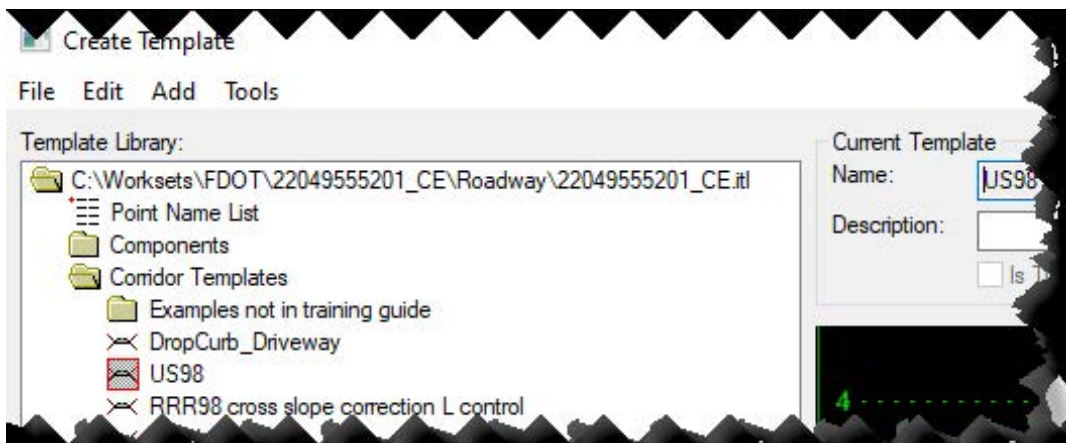 Create Template
File Edit Add Tools
Template Library:
C:\Worksets\FDOT\22049555201_CE\Roadway\22049555201_CE.itl
Point Name List
Components
Corridor Templates
Examples not in training guide
DropCurb_Driveway
US98
RRR98 cross slope correction L control
Current Template
Name: US98
Description:
Is
4